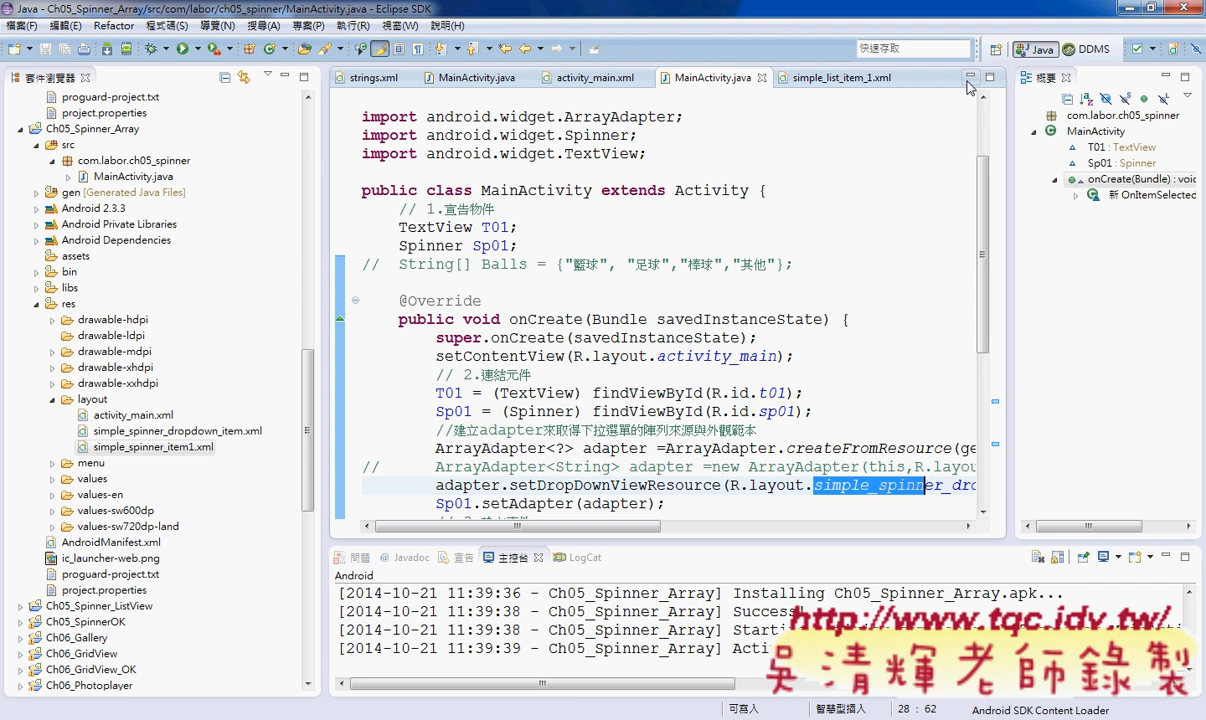 Java - Ch05_Spinner_Array/src/com/labor/ch05_spinner/MainActivity.java - Eclipse SDK
檔案(F) 編輯(E) Refactor 程式碼(S) 導覽(N) 搜尋(A) 專案(P) 執行(R) 視窗(W) 說明(H)
快速存取 Java DDMS
套件瀏覽器
proguard-project.txt
project.properties
Ch05_Spinner_Array
src
com.labor.ch05_spinner
MainActivity.java
gen [Generated Java Files]
Android 2.3.3
Android Private Libraries
Android Dependencies
assets
bin
libs
res
drawable-hdpi
drawable-ldpi
drawable-mdpi
drawable-xhdpi
drawable-xxhdpi
layout
activity_main.xml
simple_spinner_dropdown_item.xml
simple_spinner_item1.xml
menu
values
values-en
values-sw600dp
values-sw720dp-land
AndroidManifest.xml
ic_launcher-web.png
proguard-project.txt
project.properties
Ch05_Spinner_ListView
Ch05_SpinnerOK
Ch06_Gallery
Ch06_GridView
Ch06_GridView_OK
Ch06_Photoplayer
strings.xml MainActivity.java activity_main.xml MainActivity.java simple_list_item_1.xml
import android.widget.ArrayAdapter;
import android.widget.Spinner;
import android.widget.TextView;
public class MainActivity extends Activity {
// 1.宣告物件
TextView T01;
Spinner Sp01;
// String[] Balls = {"籃球", "足球","棒球","其他"};
@Override
public void onCreate(Bundle savedInstanceState) {
super.onCreate(savedInstanceState);
setContentView(R.layout.activity_main);
// 2.連結元件
T01 = (TextView) findViewById(R.id.t01);
Sp01 = (Spinner) findViewById(R.id.sp01);
//建立adapter來取得下拉選單的陣列來源與外觀範本
ArrayAdapter<?> adapter =ArrayAdapter.createFromResource(ge
// ArrayAdapter<String> adapter =new ArrayAdapter(this,R.layou
adapter.setDropDownViewResource(R.layout.simple_spinner_dro
Sp01.setAdapter(adapter);
概要
com.labor.ch05_spinner
MainActivity
T01 : TextView
Sp01 : Spinner
onCreate(Bundle) : void
新 OnItemSelected
問題 Javadoc 宣告 主控台 LogCat
Android
[2014-10-21 11:39:36 - Ch05_Spinner_Array] Installing Ch05_Spinner_Array.apk...
[2014-10-21 11:39:38 - Ch05_Spinner_Array] Success!
[2014-10-21 11:39:38 - Ch05_Spinner_Array] Starti
[2014-10-21 11:39:39 - Ch05_Spinner_Array] Acti
http://www.tqc.idv.tw/
吳清輝老師錄製
可寫入 智慧型插入 28 : 62 Android SDK Content Loader